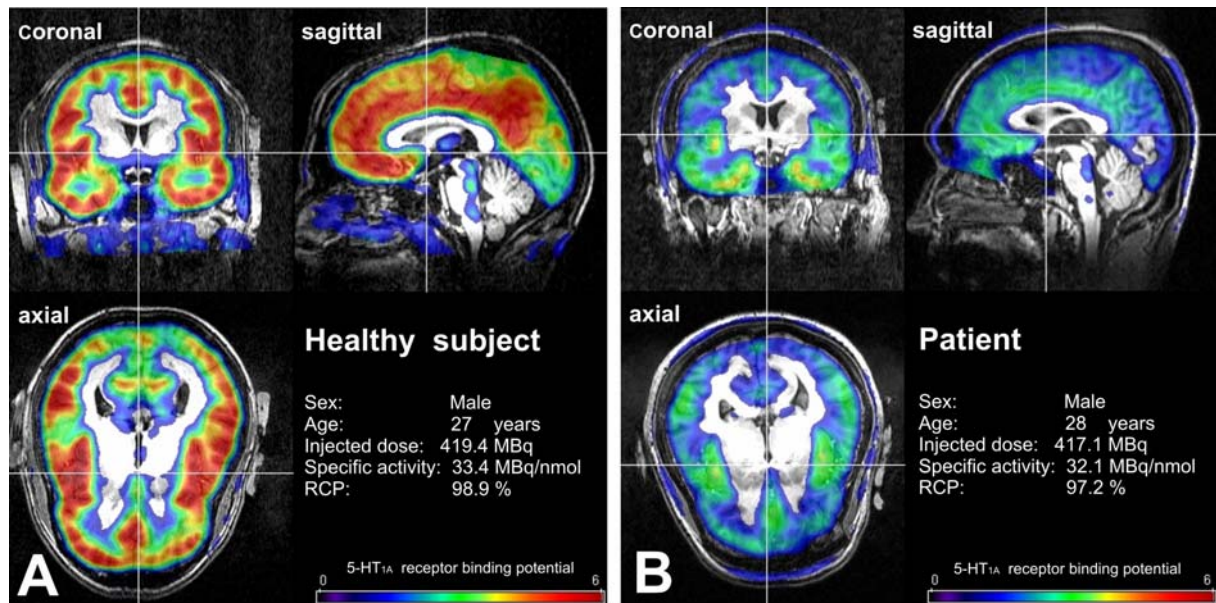 Coronal
sagittal
axial
Healthy subject
Sex: Male
Age: 27 years
Injected dose: 419.4 MBq
Specific activity: 33.4 MBq/nmol
RCP: 98.9 %
A
5-HT1A receptor binding potential
0 6
Coronal
sagittal
axial
Patient
Sex: Male
Age: 28 years
Injected dose: 417.1 MBq
Specific activity: 32.1 MBq/nmol
RCP: 97.2 %
B
5-HT1A receptor binding potential
0 6